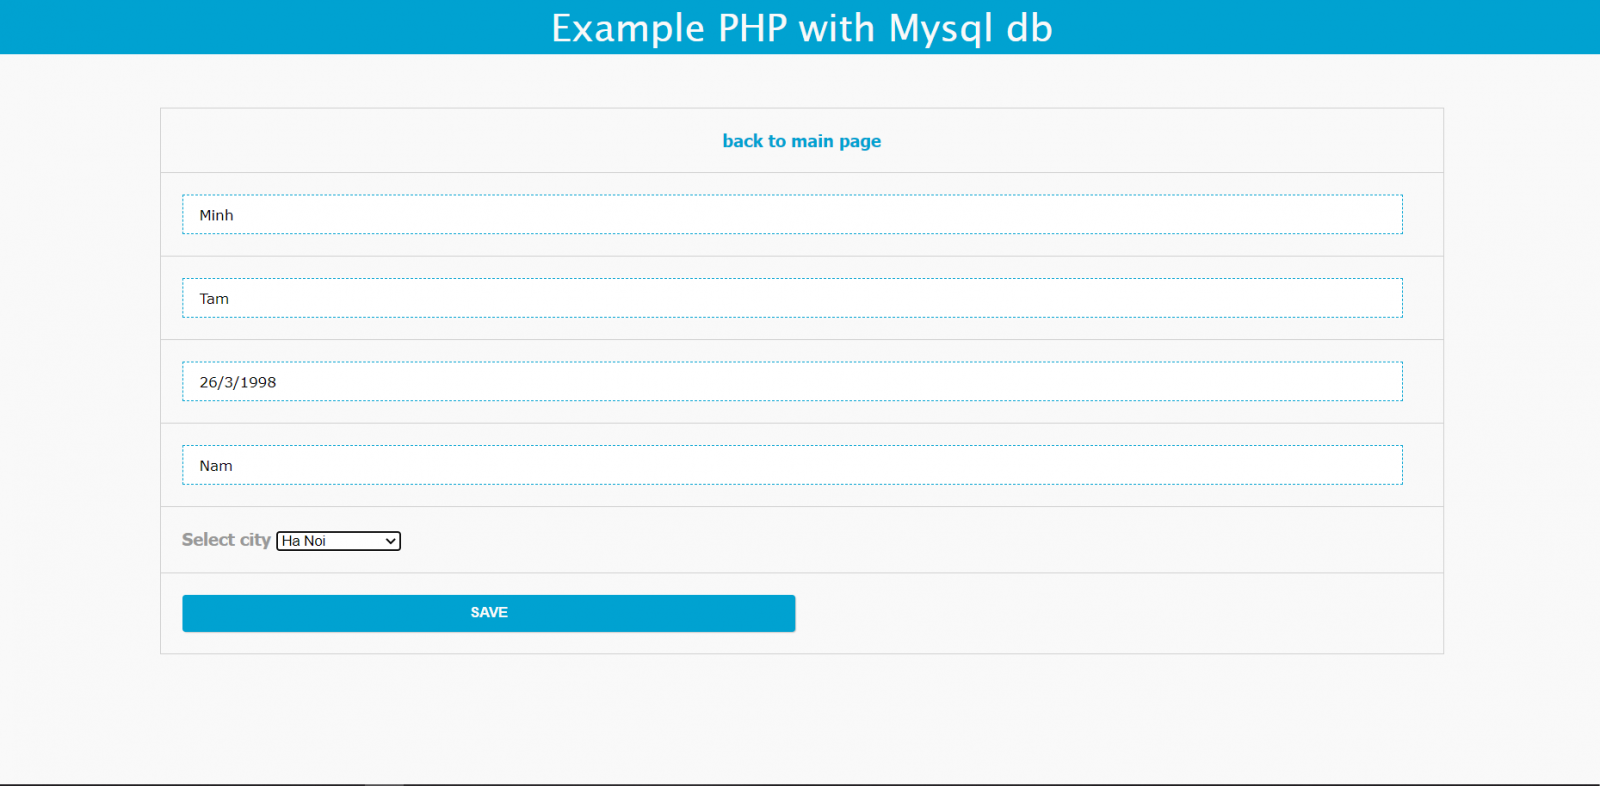 Example PHP with Mysql db
back to main page
Minh
Tam
26/3/1998
Nam
Select city Ha Noi
SAVE